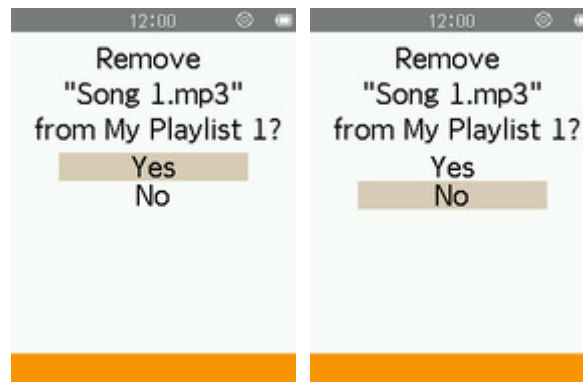 12:00
Remove
"Song 1.mp3"
from My Playlist 1?
Yes
No
12:00
Remove
"Song 1.mp3"
from My Playlist 1?
Yes
No